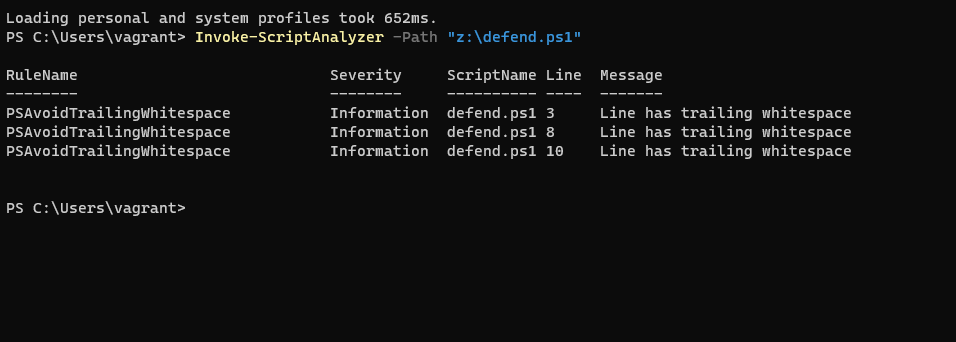 Loading personal and system profiles took 652ms.
PS C:\Users\vagrant> Invoke-ScriptAnalyzer -Path "z:\defend.ps1"
RuleName                            Severity     ScriptName Line  Message
--------                            --------     ---------- ----  -------
PSAvoidTrailingWhitespace           Information  defend.ps1 3     Line has trailing whitespace
PSAvoidTrailingWhitespace           Information  defend.ps1 8     Line has trailing whitespace
PSAvoidTrailingWhitespace           Information  defend.ps1 10    Line has trailing whitespace
PS C:\Users\vagrant>